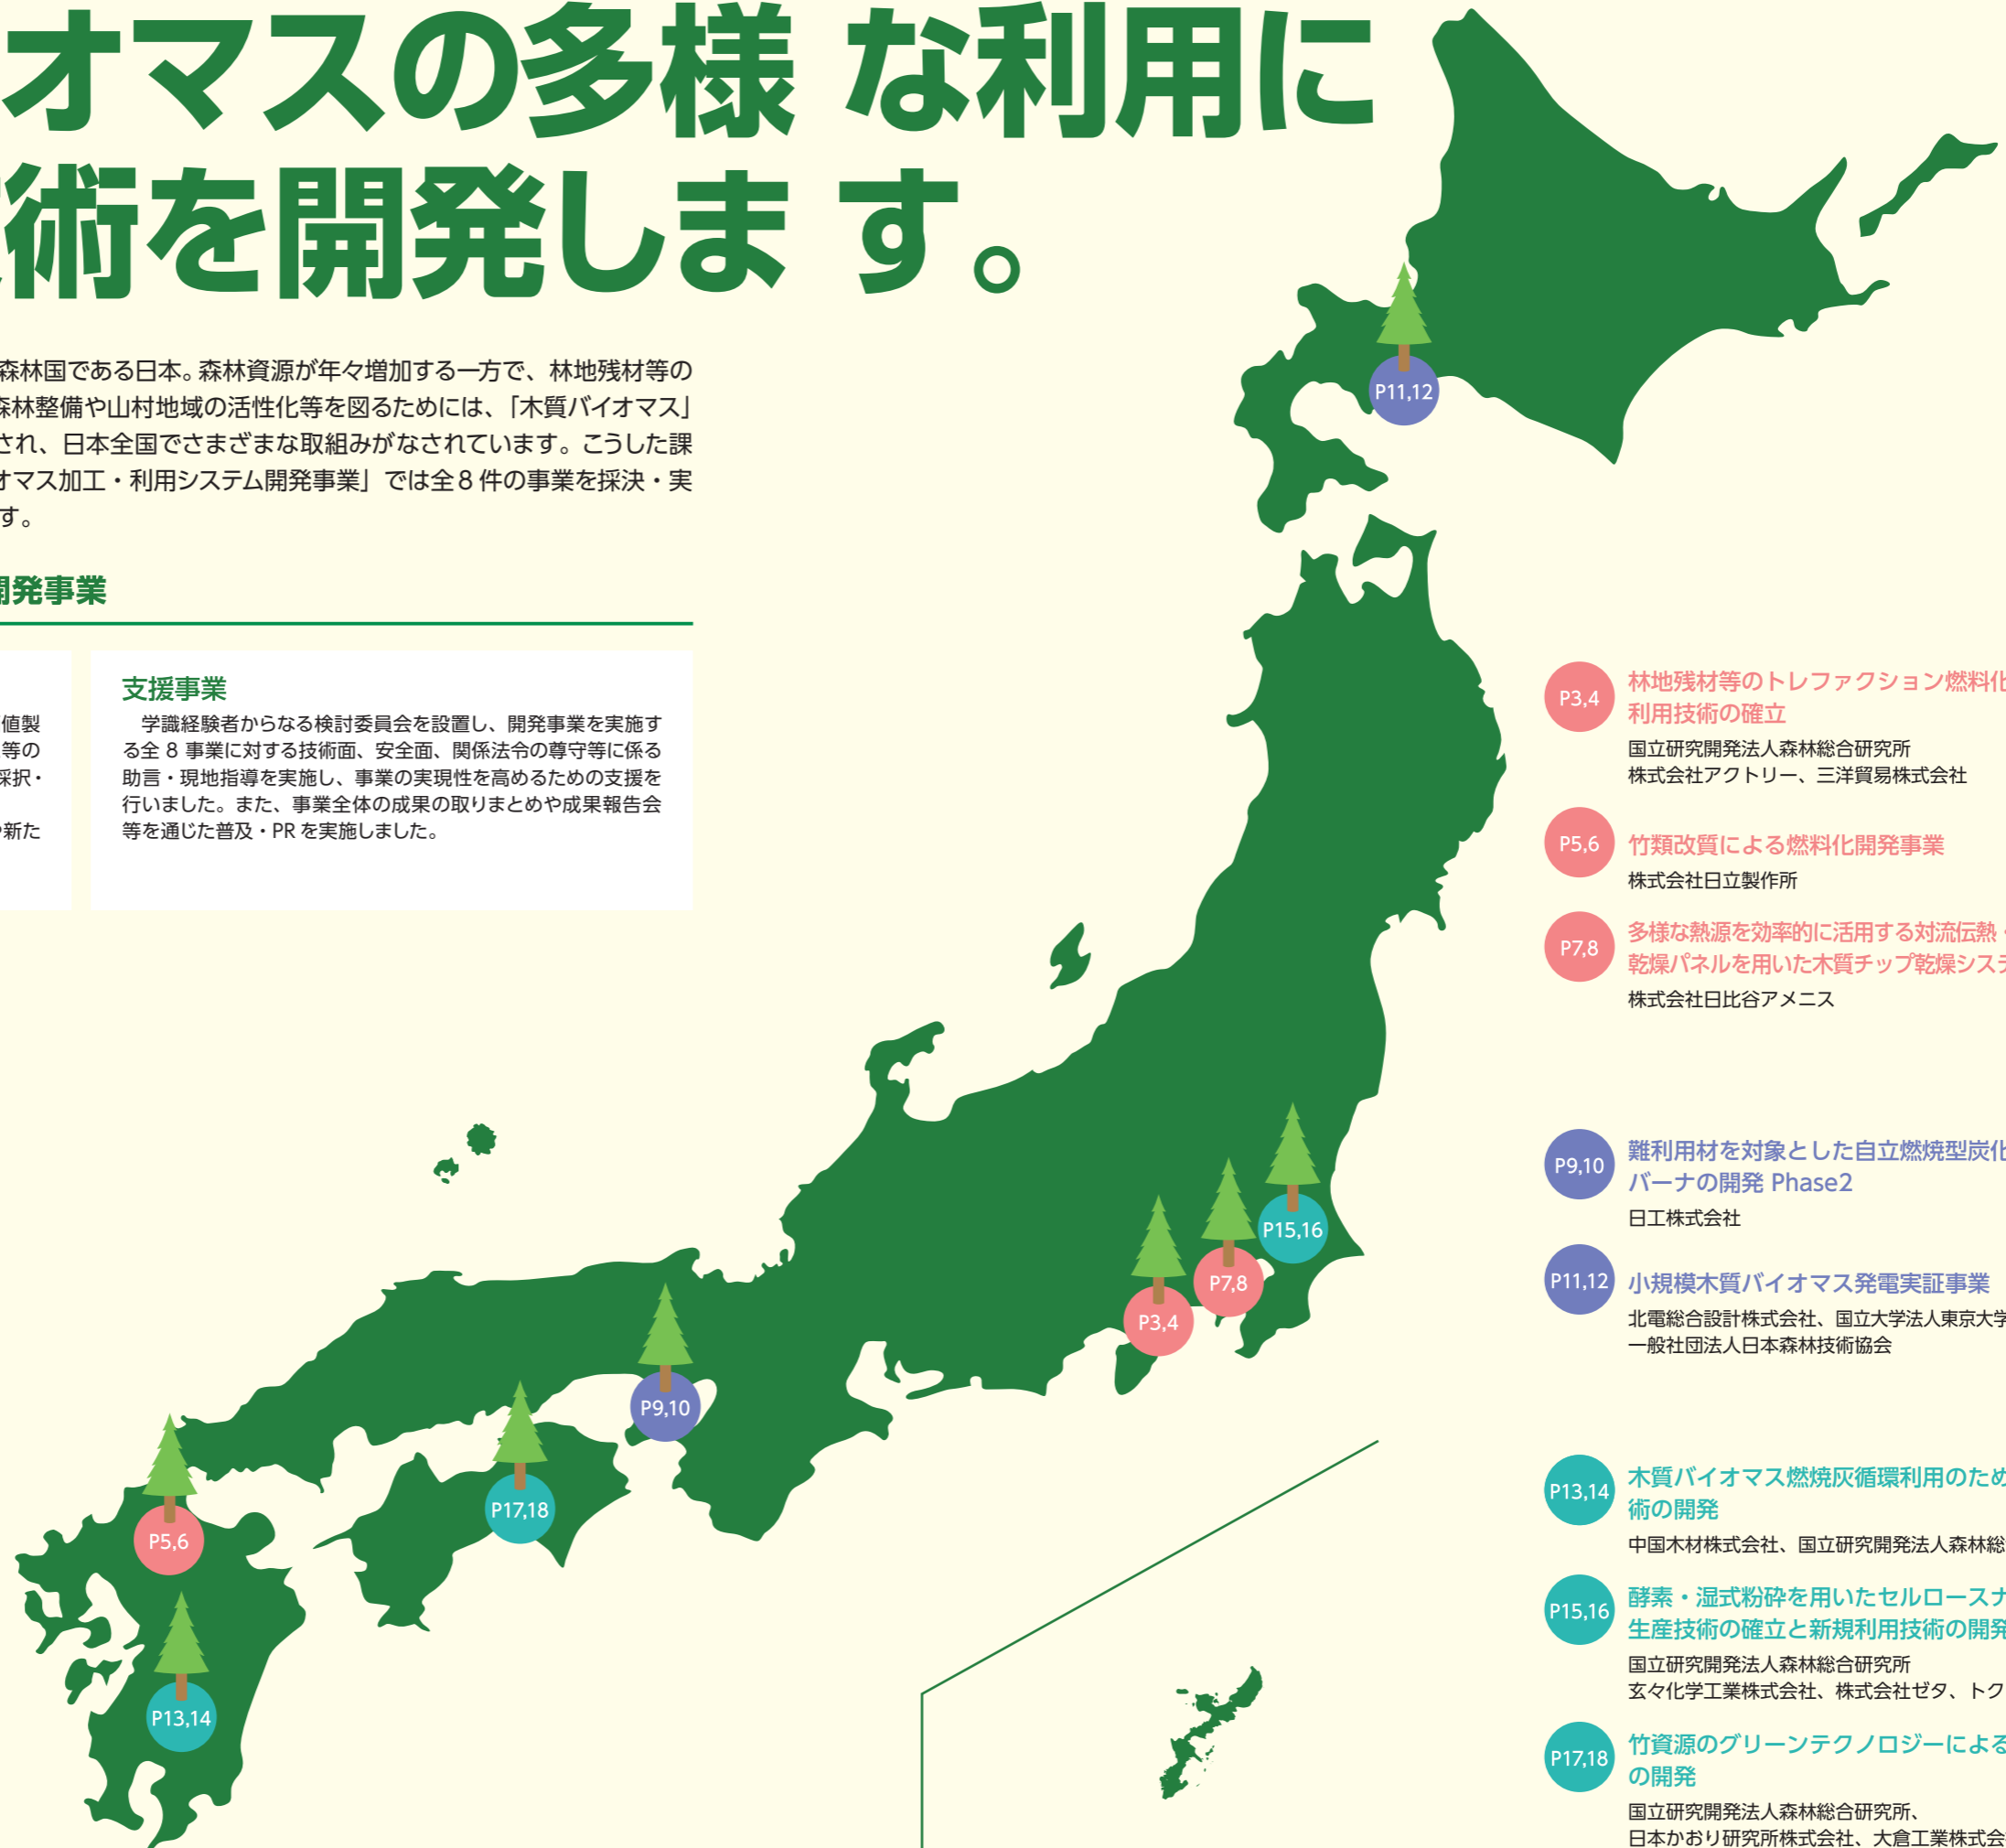 オマスの多様 な利用に
術を開発しま す。
森林国である日本。森林資源が年々増加する一方で、林地残材等の
森林整備や山村地域の活性化等を図るためには、「木質バイオマス」
され、日本全国でさまざまな取組みがなされています。こうした課
オマス加工・利用システム開発事業」では全8件の事業を採決・実
す。
開発事業
値製
等の
採択・
新た
支援事業
学識経験者からなる検討委員会を設置し、開発事業を実施す
る全 8 事業に対する技術面、安全面、関係法令の尊守等に係る
助言・現地指導を実施し、事業の実現性を高めるための支援を
行いました。また、事業全体の成果の取りまとめや成果報告会
等を通じた普及・PR を実施しました。
P11,12
P15,16
P7,8
P3,4
P9,10
P17,18
P5,6
P13,14
P3,4
林地残材等のトレファクション燃料化
利用技術の確立
国立研究開発法人森林総合研究所
株式会社アクトリー、三洋貿易株式会社
P5,6
竹類改質による燃料化開発事業
株式会社日立製作所
P7,8
多様な熱源を効率的に活用する対流伝熱・
乾燥パネルを用いた木質チップ乾燥システ
株式会社日比谷アメニス
P9,10
難利用材を対象とした自立燃焼型炭化
バーナの開発 Phase2
日工株式会社
P11,12
小規模木質バイオマス発電実証事業
北電総合設計株式会社、国立大学法人東京大学
一般社団法人日本森林技術協会
P13,14
木質バイオマス燃焼灰循環利用のため
術の開発
中国木材株式会社、国立研究開発法人森林総
P15,16
酵素・湿式粉砕を用いたセルロースナ
生産技術の確立と新規利用技術の開発
国立研究開発法人森林総合研究所
玄々化学工業株式会社、株式会社ゼタ、トク
P17,18
竹資源のグリーンテクノロジーによる
の開発
国立研究開発法人森林総合研究所、
日本かおり研究所株式会社、大倉工業株式会